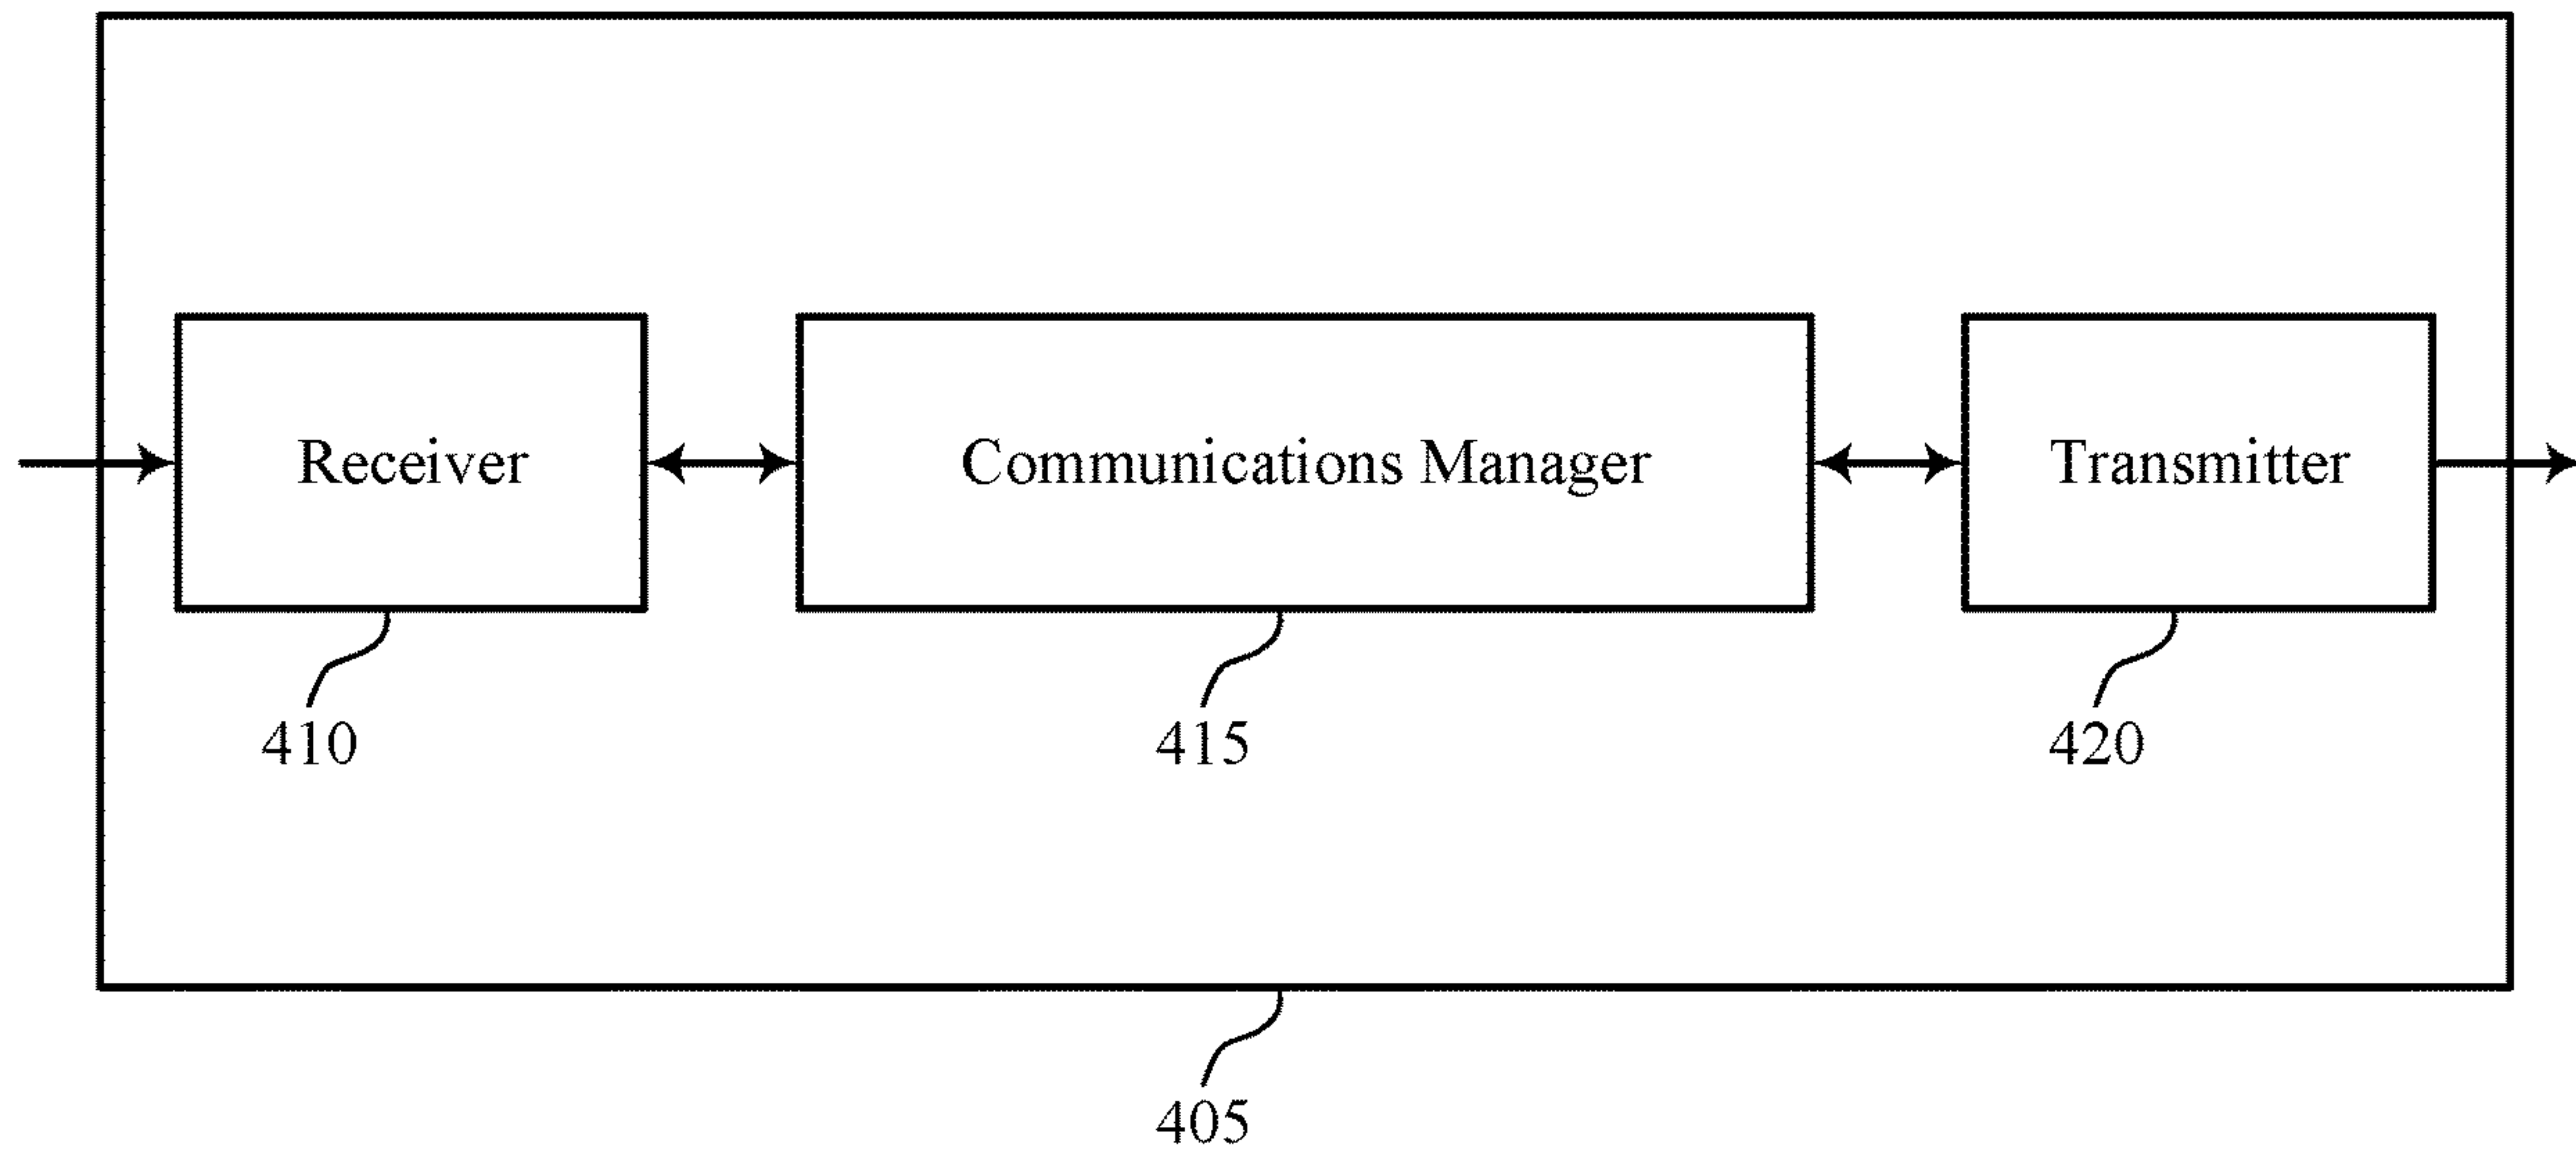 Receiver
Communications Manager
Transmitter
410
415
420
405